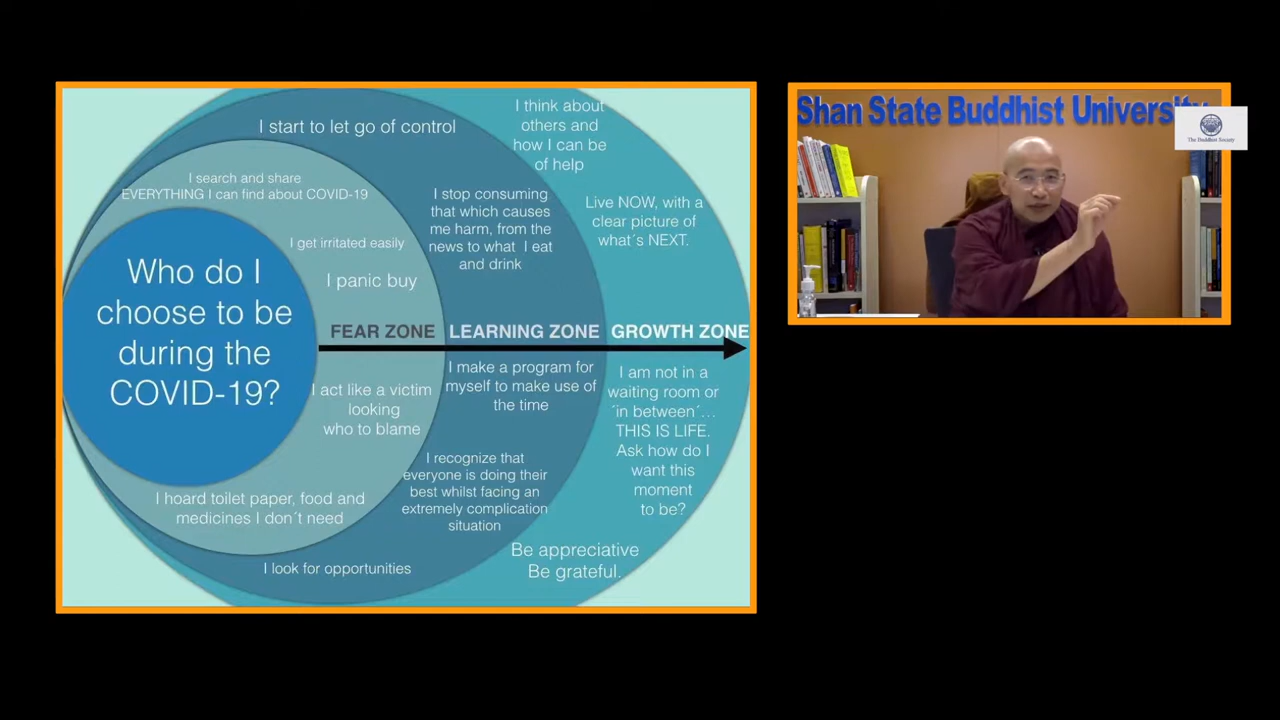 I think about
others and
how I can be
of help
I start to let go of control
I search and share
EVERYTHING I can find about COVID-19
I stop consuming
that which causes
me harm, from the
news to what I eat
and drink
Live NOW, with a
clear picture of
what´s NEXT.
I get irritated easily
I panic buy
Who do I
choose to be
during the
COVID-19?
FEAR ZONE
LEARNING ZONE
GROWTH ZONE
I act like a victim
looking
who to blame
I make a program for
myself to make use of
the time
I am not in a
waiting room or
´in between´...
THIS IS LIFE.
Ask how do I
want this
moment
to be?
I recognize that
everyone is doing their
best whilst facing an
extremely complication
situation
I hoard toilet paper, food and
medicines I don´t need
Be appreciative
Be grateful.
I look for opportunities
Shan State Buddhist University
The Buddhist Society